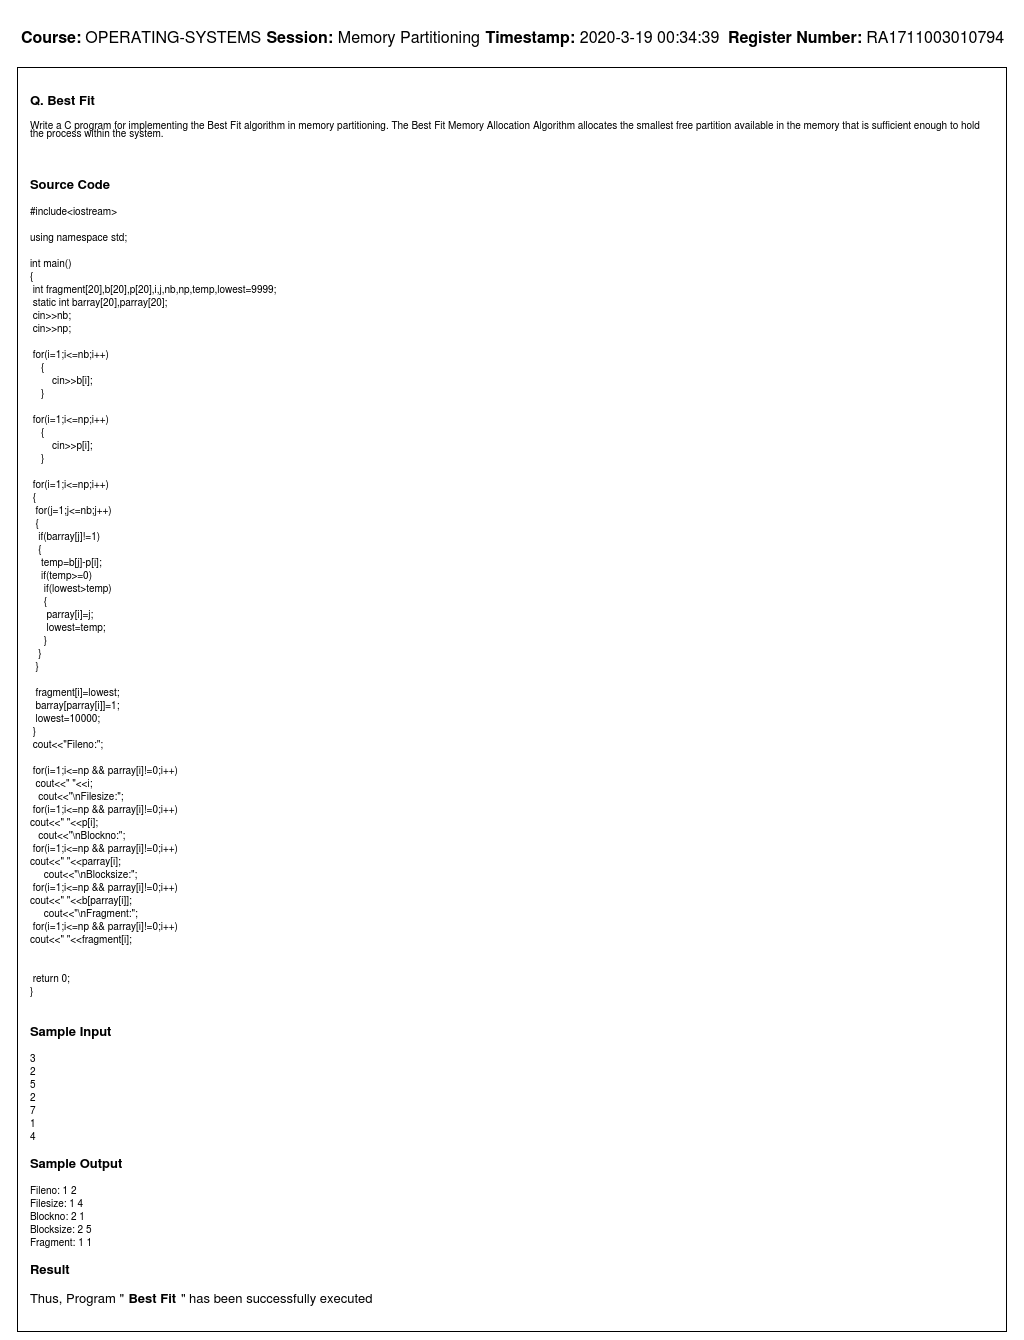 Course: OPERATING-SYSTEMS Session: Memory Partitioning Timestamp: 2020-3-19 00:34:39 Register Number: RA1711003010794
Q. Best Fit
Write a C program for implementing the Best Fit algorithm in memory partitioning. The Best Fit Memory Allocation Algorithm allocates the smallest free partition available in the memory that is sufficient enough to hold
the process within the system.
Source Code
#include<iostream>
using namespace std;
int main()
{
int fragment[20],b[20],p[20],i,j,nb,np,temp,lowest=9999;
static int barray[20],parray[20];
cin>>nb;
cin>>np;
for(i=1;i<=nb;i++)
{
cin>>b[i];
}
for(i=1;i<=np;i++)
{
cin>>p[i];
}
for(i=1;i<=np;i++)
{
for(j=1;j<=nb;j++)
{
if(barray[j]!=1)
{
temp=b[j]-p[i];
if(temp>=0)
if(lowest>temp)
{
parray[i]=j;
lowest=temp;
}
}
}
fragment[i]=lowest;
barray[parray[i]]=1;
lowest=10000;
}
cout<<"Fileno:";
for(i=1;i<=np && parray[i]!=0;i++)
cout<<" "<<i;
cout<<"\nFilesize:";
for(i=1;i<=np && parray[i]!=0;i++)
cout<<" "<<p[i];
cout<<"\nBlockno:";
for(i=1;i<=np && parray[i]!=0;i++)
cout<<" "<<parray[i];
cout<<"\nBlocksize:";
for(i=1;i<=np && parray[i]!=0;i++)
cout<<" "<<b[parray[i]];
cout<<"\nFragment:";
for(i=1;i<=np && parray[i]!=0;i++)
cout<<" "<<fragment[i];
return 0;
}
Sample Input
3
2
5
2
7
1
4
Sample Output
Fileno: 1 2
Filesize: 1 4
Blockno: 2 1
Blocksize: 2 5
Fragment: 1 1
Result
Thus, Program " Best Fit " has been successfully executed